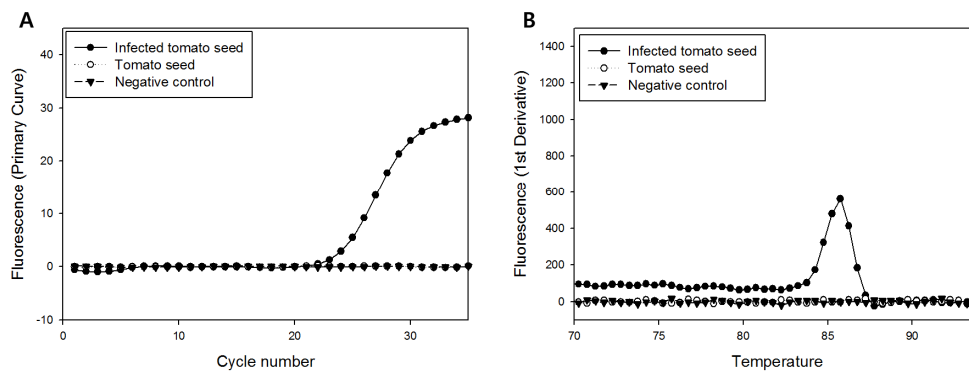 A
Fluorescence (Primary Curve)
40
30
20
10
0
-10
Infected tomato seed
Tomato seed
Negative control
0
10
20
30
Cycle number
B
Fluorescence (1st Derivative)
1400
1200
1000
800
600
400
200
0
Infected tomato seed
Tomato seed
Negative control
70
75
80
85
90
Temperature